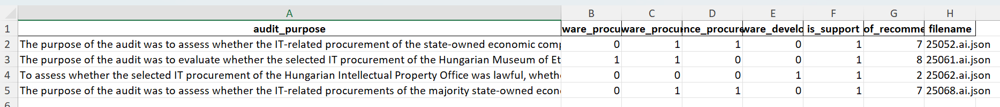 A B C D E F G H
1 audit_purpose ware_procu ware_procur nce_procure ware_develo is_support of_recomme filename
2 The purpose of the audit was to assess whether the IT-related procurement of the state-owned economic comp 0 1 1 0 1 7 25052.ai.json
3 The purpose of the audit was to evaluate whether the selected IT procurement of the Hungarian Museum of Et 1 1 0 0 1 8 25061.ai.json
4 To assess whether the selected IT procurement of the Hungarian Intellectual Property Office was lawful, wheth 0 0 0 1 1 2 25062.ai.json
5 The purpose of the audit was to assess whether the IT-related procurements of the majority state-owned econ 0 1 1 0 1 7 25068.ai.json